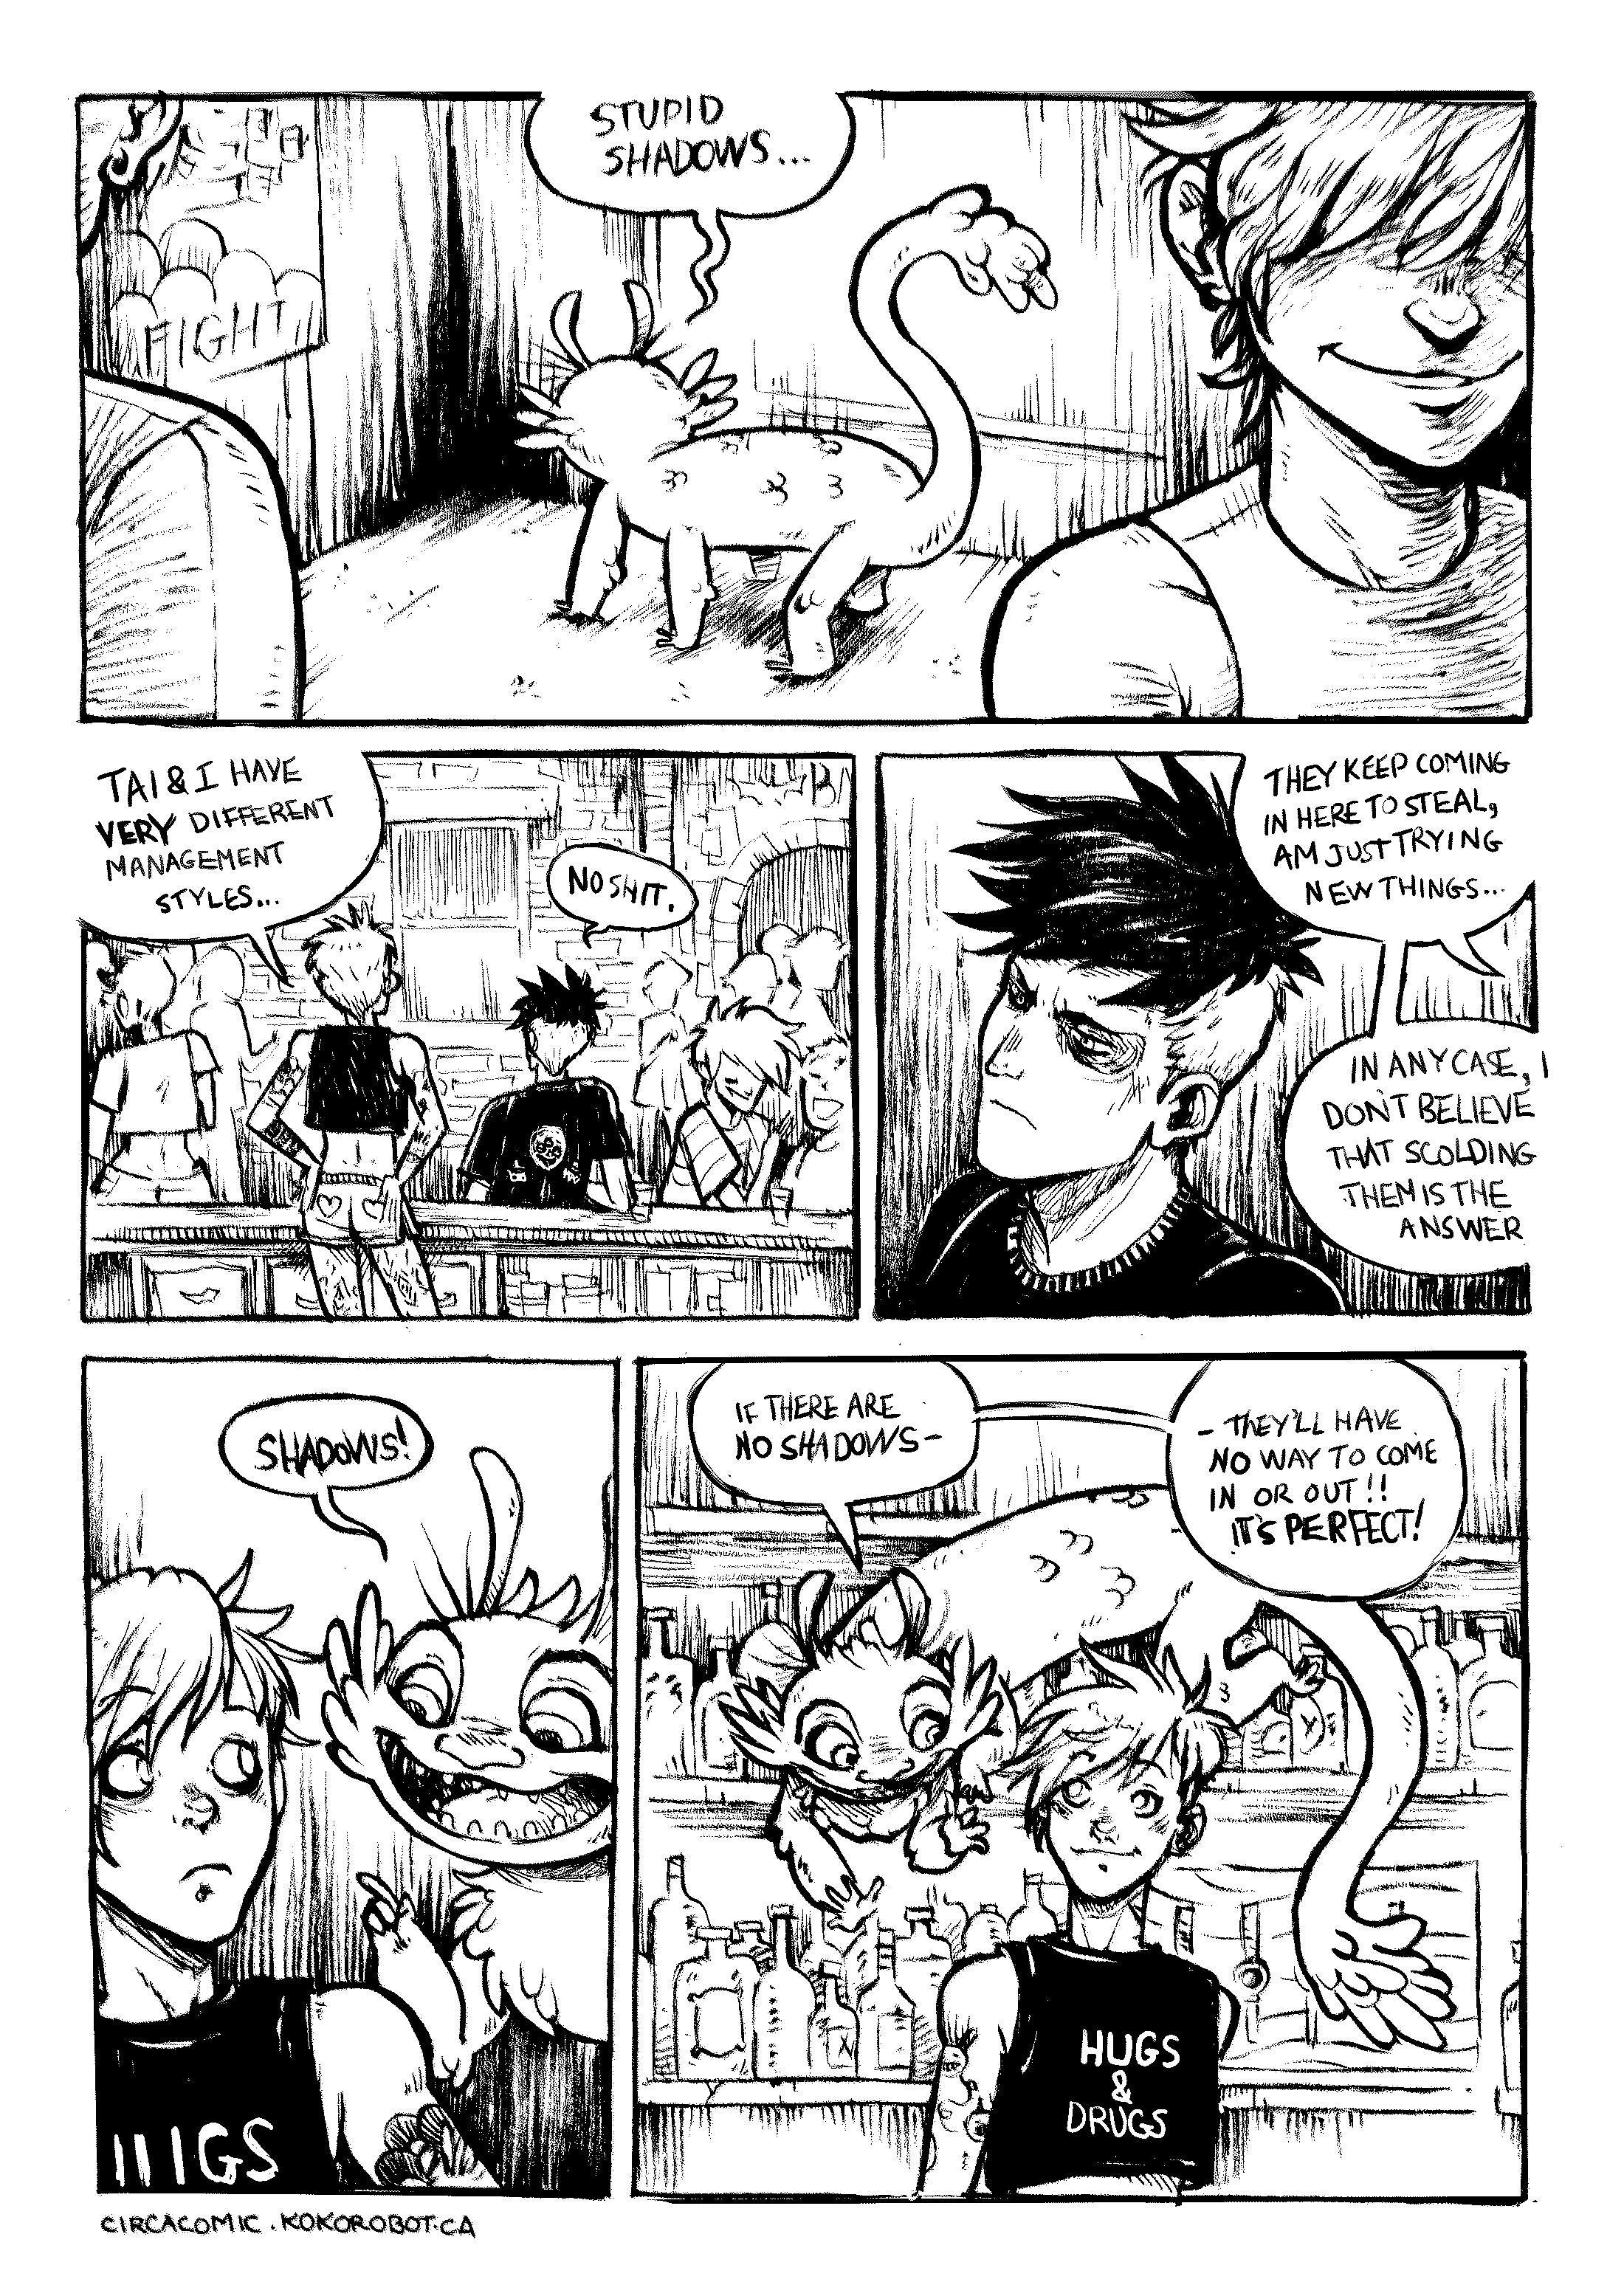 STUPID
SHADOWS...
FIGHT
TAI & I HAVE
VERY DIFFERENT
MANAGEMENT
STYLES...
NO SHIT.
THEY KEEP COMING
IN HERE TO STEAL,
AM JUST TRYING
NEW THINGS...
IN ANY CASE, I
DON'T BELIEVE
THAT SCOLDING
THEM IS THE
ANSWER
SHADOWS!
IF THERE ARE
NO SHADOWS-
- THEY'LL HAVE
NO WAY TO COME
IN OR OUT!!
IT'S PERFECT!
HUGS
HUGS
&
DRUGS
CIRCACOMIC.KOKOROBOT.CA